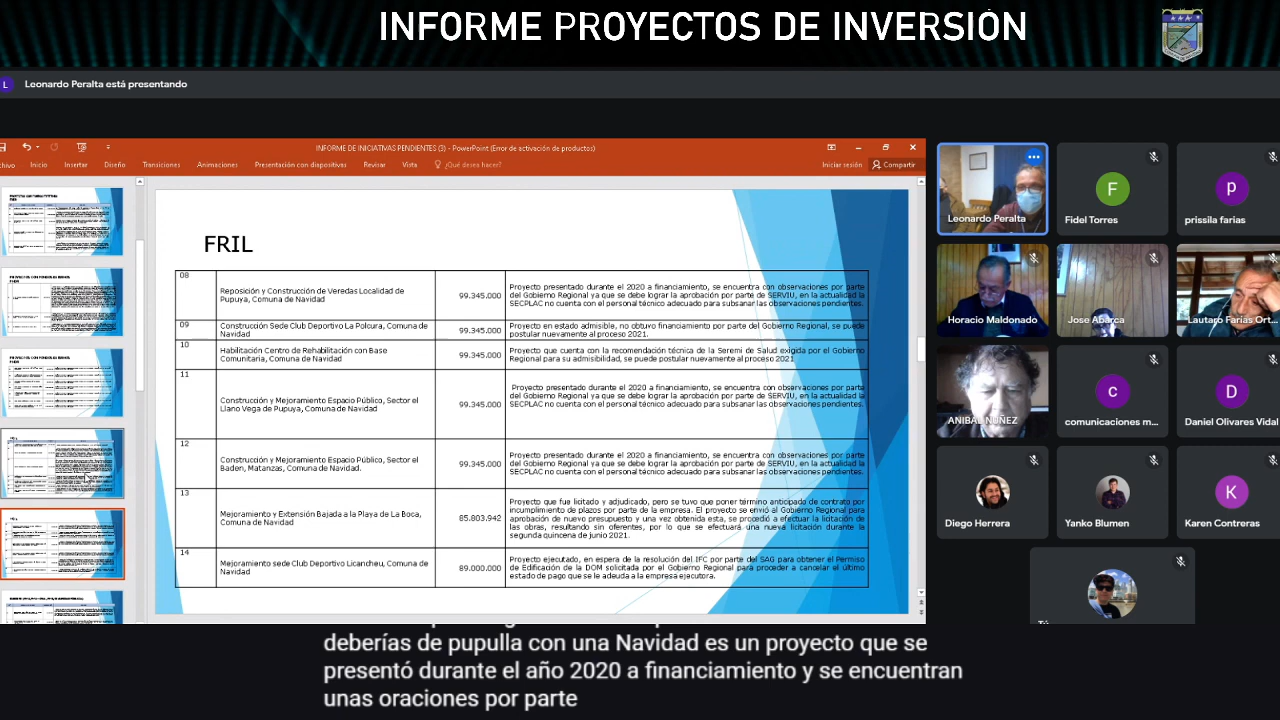 INFORME PROYECTOS DE INVERSIÓN
L
Leonardo Peralta está presentando
INFORME DE INICIATIVAS PENDIENTES (3) - PowerPoint (Error de activación de productos)
Inicio Insertar Diseño Transiciones Animaciones Presentación con diapositivas Revisar Vista ¿Qué desea hacer? Iniciar sesión Compartir
FRIL
08
Reposición y Construcción de Veredas Localidad de
Pupuya, Comuna de Navidad
99.345.000
Proyecto presentado durante el 2020 a financiamiento, se encuentra con observaciones por parte
del Gobierno Regional ya que se debe lograr la aprobación por parte de SERVIU, en la actualidad la
SECPLAC no cuenta con el personal técnico adecuado para subsanar las observaciones pendientes.
09
Construcción Sede Club Deportivo La Polcura, Comuna de
Navidad
99.345.000
Proyecto en estado admisible, no obtuvo financiamiento por parte del Gobierno Regional, se puede
postular nuevamente al proceso 2021.
10
Habilitación Centro de Rehabilitación con Base
Comunitaria, Comuna de Navidad
99.345.000
Proyecto que cuenta con la recomendación técnica de la Seremi de Salud exigida por el Gobierno
Regional para su admisibilidad, se puede postular nuevamente al proceso 2021
11
Construcción y Mejoramiento Espacio Público, Sector el
Llano Vega de Pupuya, Comuna de Navidad
99.345.000
Proyecto presentado durante el 2020 a financiamiento, se encuentra con observaciones por parte
del Gobierno Regional ya que se debe lograr la aprobación por parte de SERVIU, en la actualidad la
SECPLAC no cuenta con el personal técnico adecuado para subsanar las observaciones pendientes.
12
Construcción y Mejoramiento Espacio Público, Sector el
Baden, Matanzas, Comuna de Navidad.
99.345.000
Proyecto presentado durante el 2020 a financiamiento, se encuentra con observaciones por parte
del Gobierno Regional ya que se debe lograr la aprobación por parte de SERVIU, en la actualidad la
SECPLAC no cuenta con el personal técnico adecuado para subsanar las observaciones pendientes.
13
Mejoramiento y Extensión Bajada a la Playa de La Boca,
Comuna de Navidad
85.803.942
Proyecto que fue licitado y adjudicado, pero se tuvo que poner término anticipado de contrato por
incumplimiento de plazos por parte de la empresa. El proyecto se envió al Gobierno Regional para
aprobación de nuevo presupuesto y una vez obtenida esta, se procedió a efectuar la licitación de
las obras, resultando sin oferentes, por lo que se efectuará una nueva licitación durante la
segunda quincena de junio 2021.
14
Mejoramiento sede Club Deportivo Licancheu, Comuna de
Navidad
89.000.000
Proyecto ejecutado, en espera de la resolución del IFC por parte del SAG para obtener el Permiso
de Edificación de la DOM solicitada por el Gobierno Regional para proceder a cancelar el último
estado de pago que se le adeuda a la empresa ejecutora.
Leonardo Peralta
F
Fidel Torres
p
prissila farias
Horacio Maldonado
Jose Abarca
Lautaro Farías Ort...
ANIBAL NUÑEZ
c
comunicaciones m...
D
Daniel Olivares Vidal
Diego Herrera
Yanko Blumen
K
Karen Contreras
deberías de pupulla con una Navidad es un proyecto que se
presentó durante el año 2020 a financiamiento y se encuentran
unas oraciones por parte